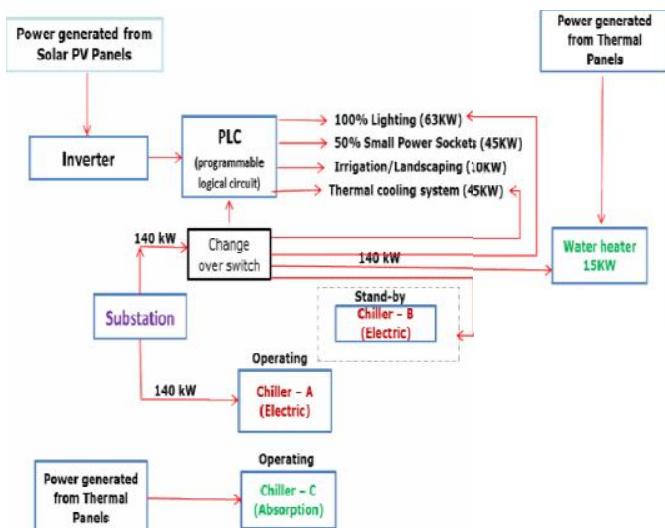 Power generated from
Solar PV Panels
Power generated
from Thermal
Panels
100% Lighting (63KW)
PLC
(programmable
logical circuit)
50% Small Power Sockets (45KW)
Inverter
Irrigation/Landscaping (10KW)
Thermal cooling system (45KW)
140 kW
Change
over switch
140 kW
Water heater
15KW
Stand-by
Substation
Chiller – B
(Electric)
Operating
140 kW
Chiller – A
(Electric)
Operating
Power generated
from Thermal
Panels
Chiller – C
(Absorption)